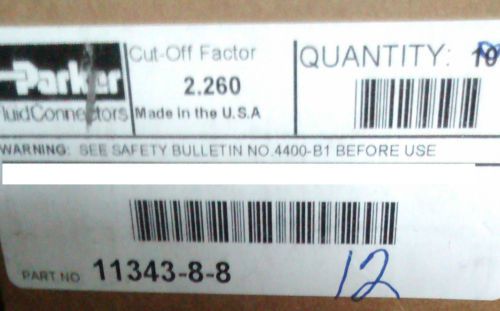 Parker
FluidConnectors
Cut-Off Factor
2.260
Made in the U.S.A
QUANTITY: 10
WARNING: SEE SAFETY BULLETIN NO.4400-B1 BEFORE USE
PART NO 11343-8-8
12